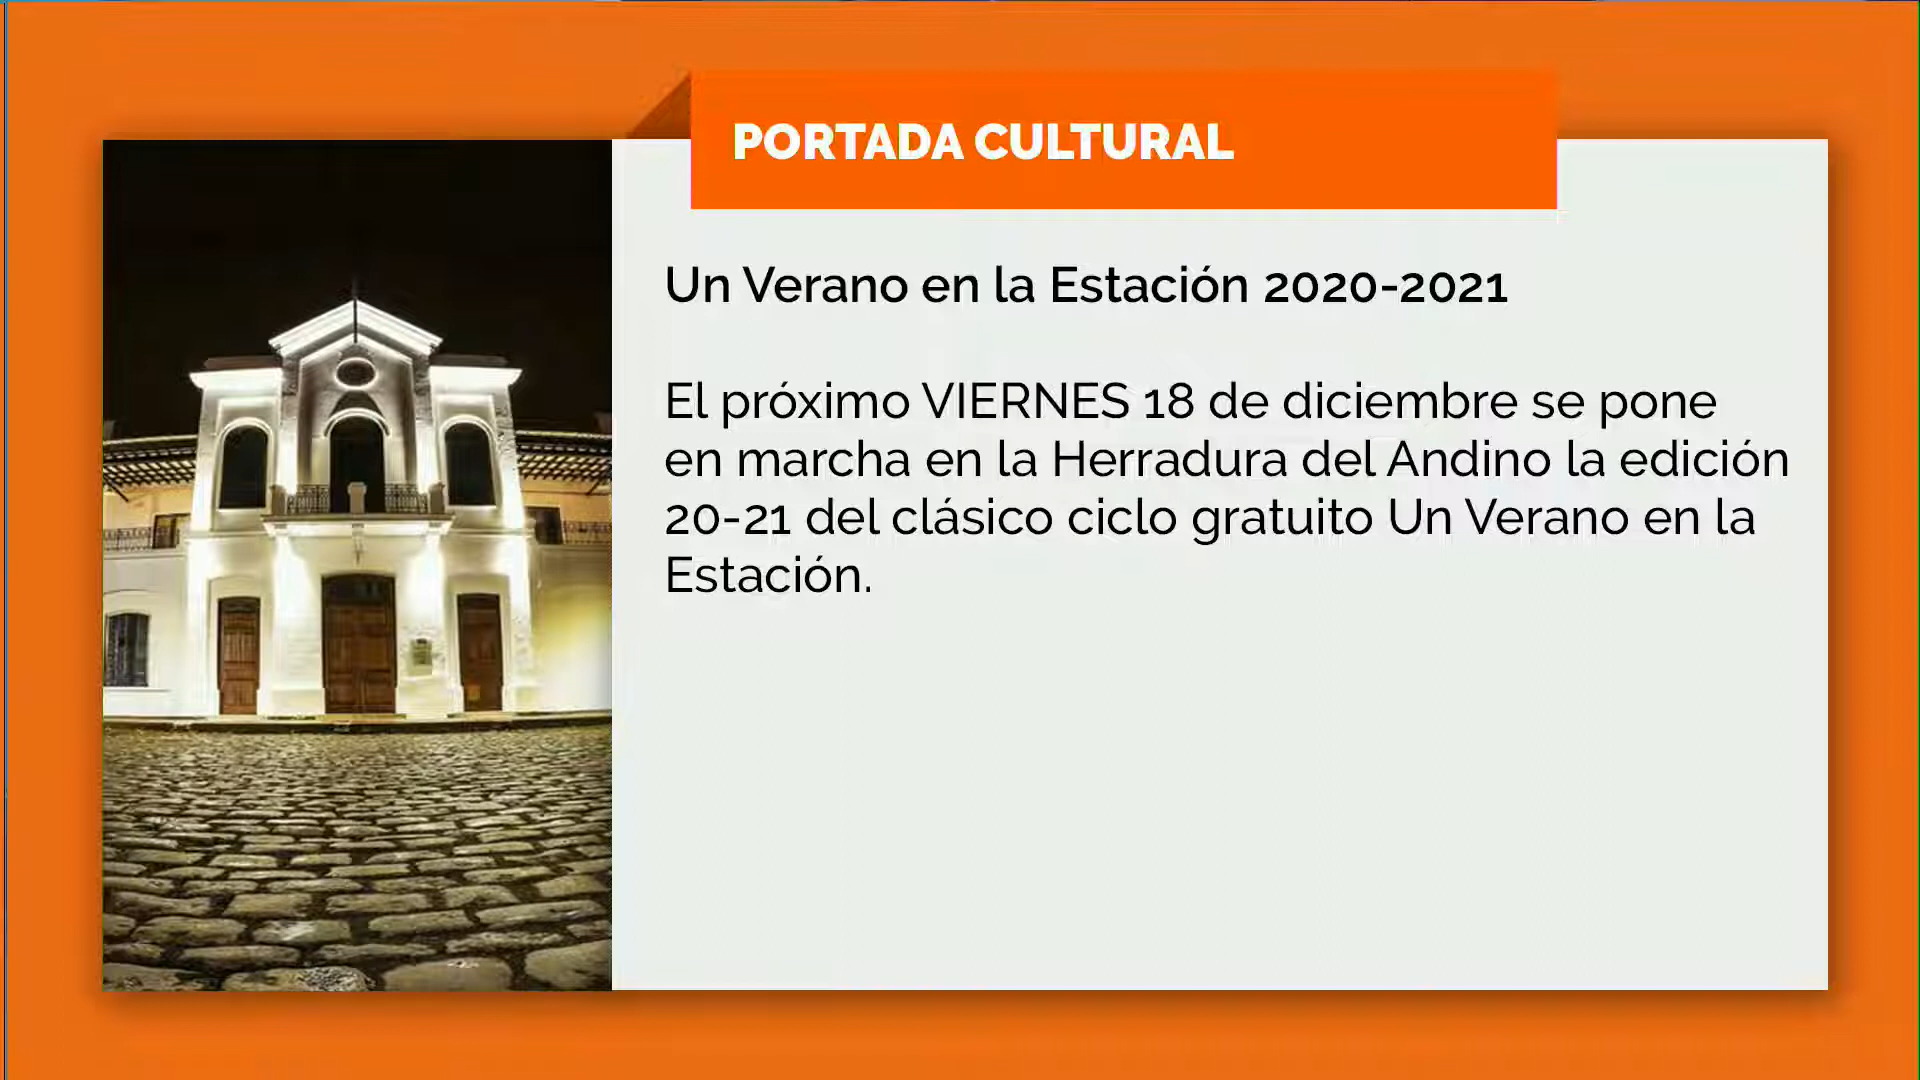 PORTADA CULTURAL
Un Verano en la Estación 2020-2021
El próximo VIERNES 18 de diciembre se pone
en marcha en la Herradura del Andino la edición
20-21 del clásico ciclo gratuito Un Verano en la
Estación.